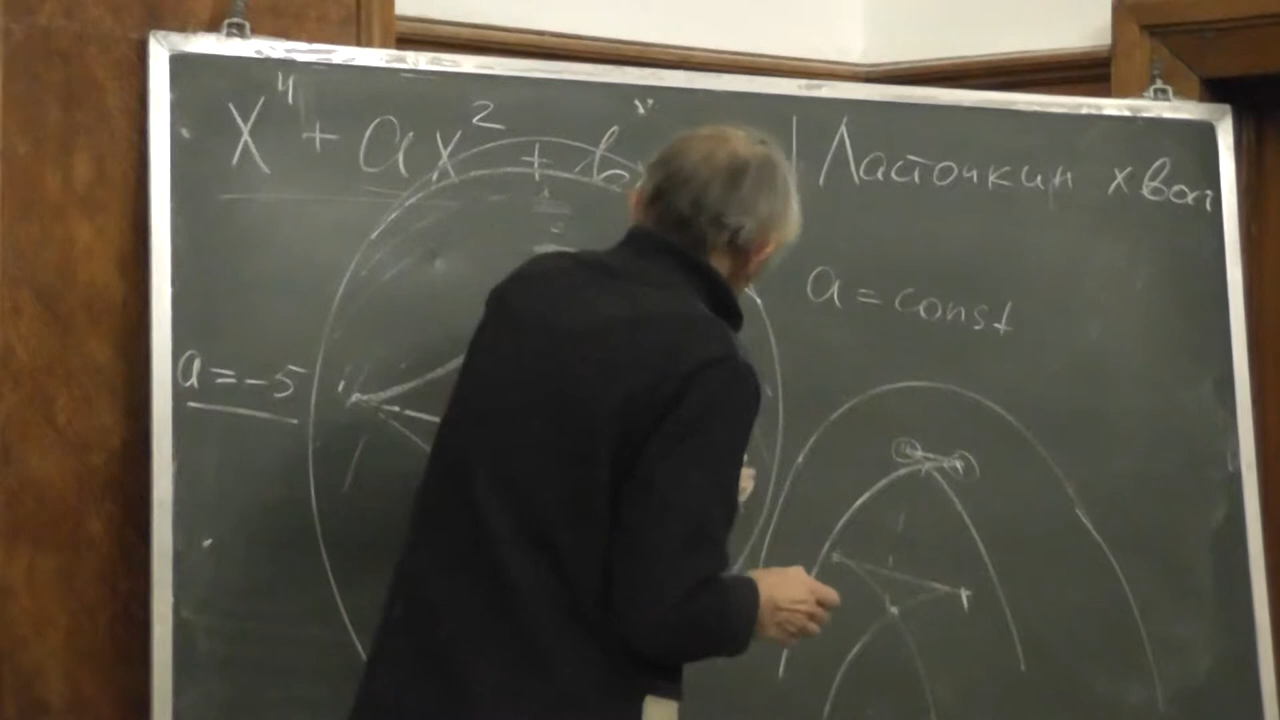 x⁴ + ax² + b
Ласточкин хвост
a = const
a = -5